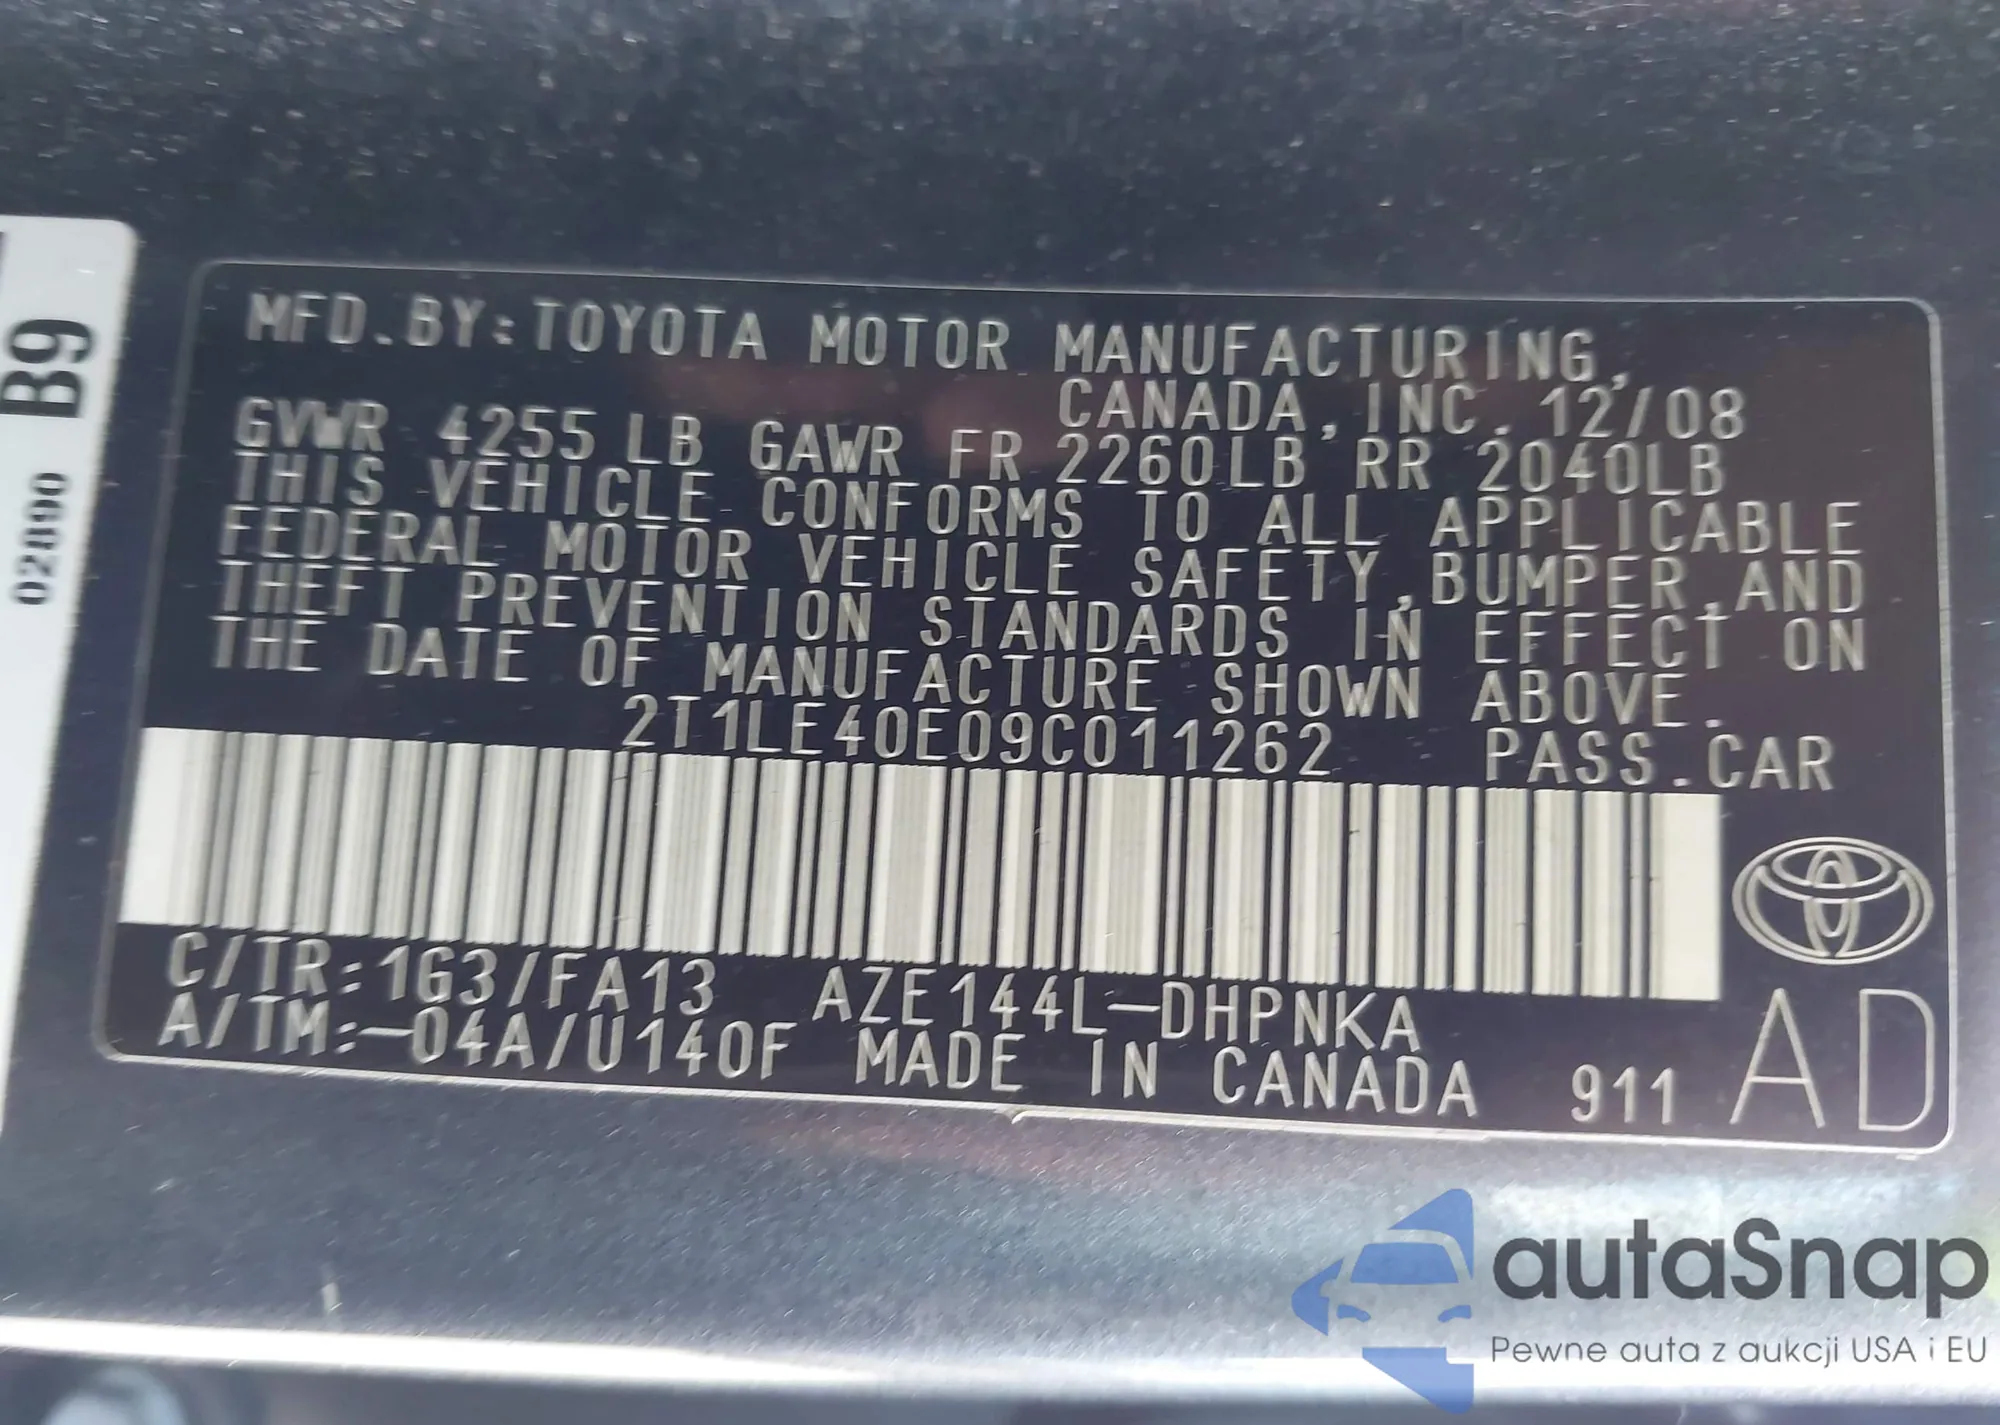 B9
02890
MFD.BY:TOYOTA MOTOR MANUFACTURING,
CANADA,INC. 12/08
GVWR 4255 LB GAWR FR 2260LB RR 2040LB
THIS VEHICLE CONFORMS TO ALL APPLICABLE
FEDERAL MOTOR VEHICLE SAFETY,BUMPER,AND
THEFT PREVENTION STANDARDS IN EFFECT ON
THE DATE OF MANUFACTURE SHOWN ABOVE.
2T1LE40E09C011262 PASS.CAR
C/TR:1G3/FA13 AZE144L-DHPNKA
A/TM:-04A/U140F MADE IN CANADA 911 AD
autaSnap
Pewne auta z aukcji USA i EU